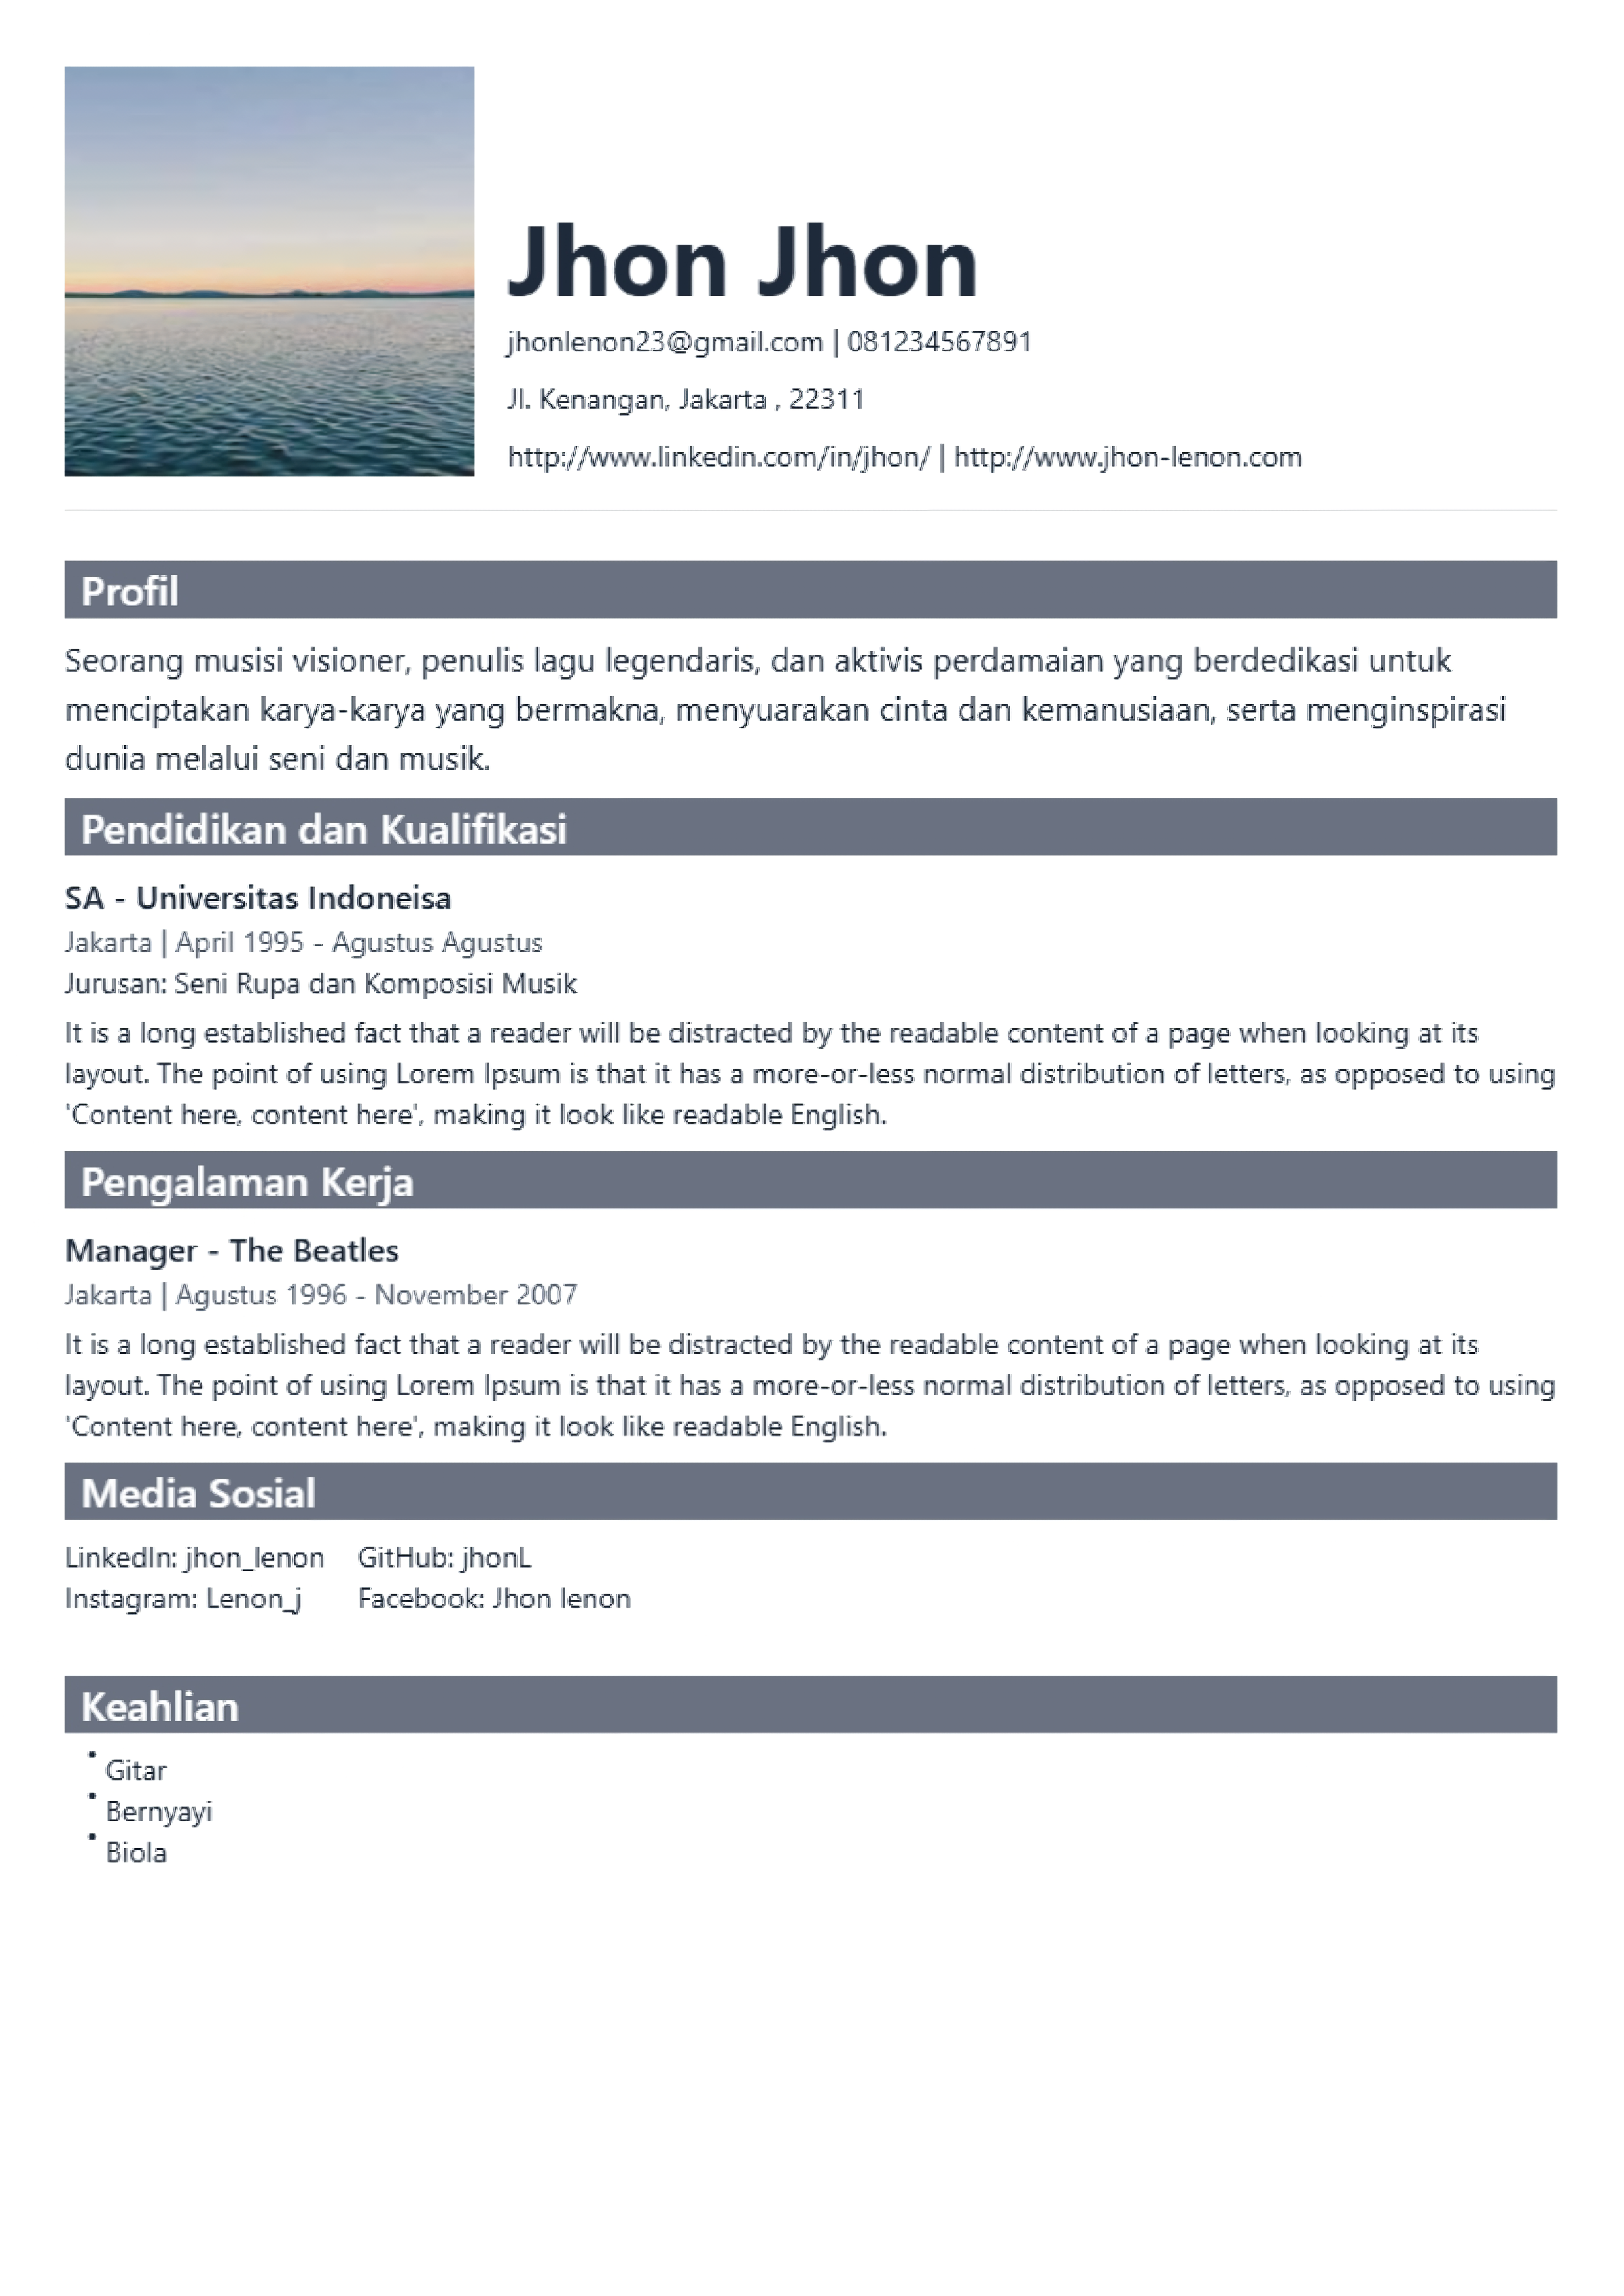 Jhon Jhon
jhonlenon23@gmail.com | 081234567891
Jl. Kenangan, Jakarta , 22311
http://www.linkedin.com/in/jhon/ | http://www.jhon-lenon.com
Profil
Seorang musisi visioner, penulis lagu legendaris, dan aktivis perdamaian yang berdedikasi untuk
menciptakan karya-karya yang bermakna, menyuarakan cinta dan kemanusiaan, serta menginspirasi
dunia melalui seni dan musik.
Pendidikan dan Kualifikasi
SA - Universitas Indoneisa
Jakarta | April 1995 - Agustus Agustus
Jurusan: Seni Rupa dan Komposisi Musik
It is a long established fact that a reader will be distracted by the readable content of a page when looking at its
layout. The point of using Lorem Ipsum is that it has a more-or-less normal distribution of letters, as opposed to using
'Content here, content here', making it look like readable English.
Pengalaman Kerja
Manager - The Beatles
Jakarta | Agustus 1996 - November 2007
It is a long established fact that a reader will be distracted by the readable content of a page when looking at its
layout. The point of using Lorem Ipsum is that it has a more-or-less normal distribution of letters, as opposed to using
'Content here, content here', making it look like readable English.
Media Sosial
LinkedIn: jhon_lenon GitHub: jhonL
Instagram: Lenon_j Facebook: Jhon lenon
Keahlian
• Gitar
• Bernyayi
• Biola